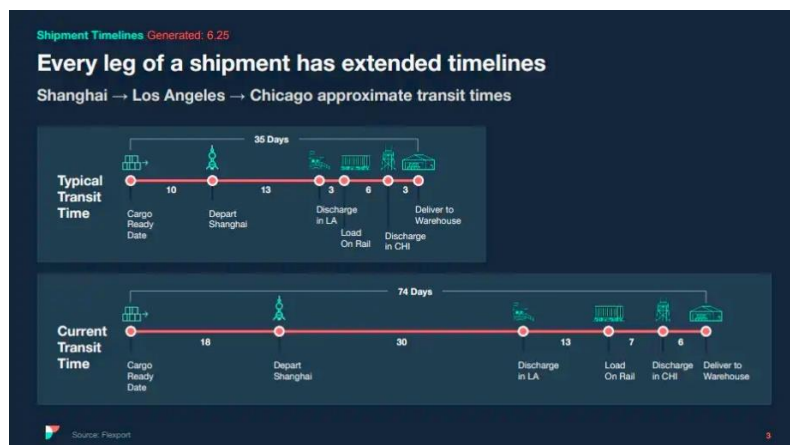 Shipment Timelines Generated: 6.25
Every leg of a shipment has extended timelines
Shanghai → Los Angeles → Chicago approximate transit times
35 Days
Typical
Transit
Time
10
13
3
6
3
Cargo
Ready
Date
Depart
Shanghai
Discharge
in LA
Load
On Rail
Discharge
in CHI
Deliver to
Warehouse
74 Days
Current
Transit
Time
18
30
13
7
6
Cargo
Ready
Date
Depart
Shanghai
Discharge
in LA
Load
On Rail
Discharge
in CHI
Deliver to
Warehouse
Source: Flexport
3